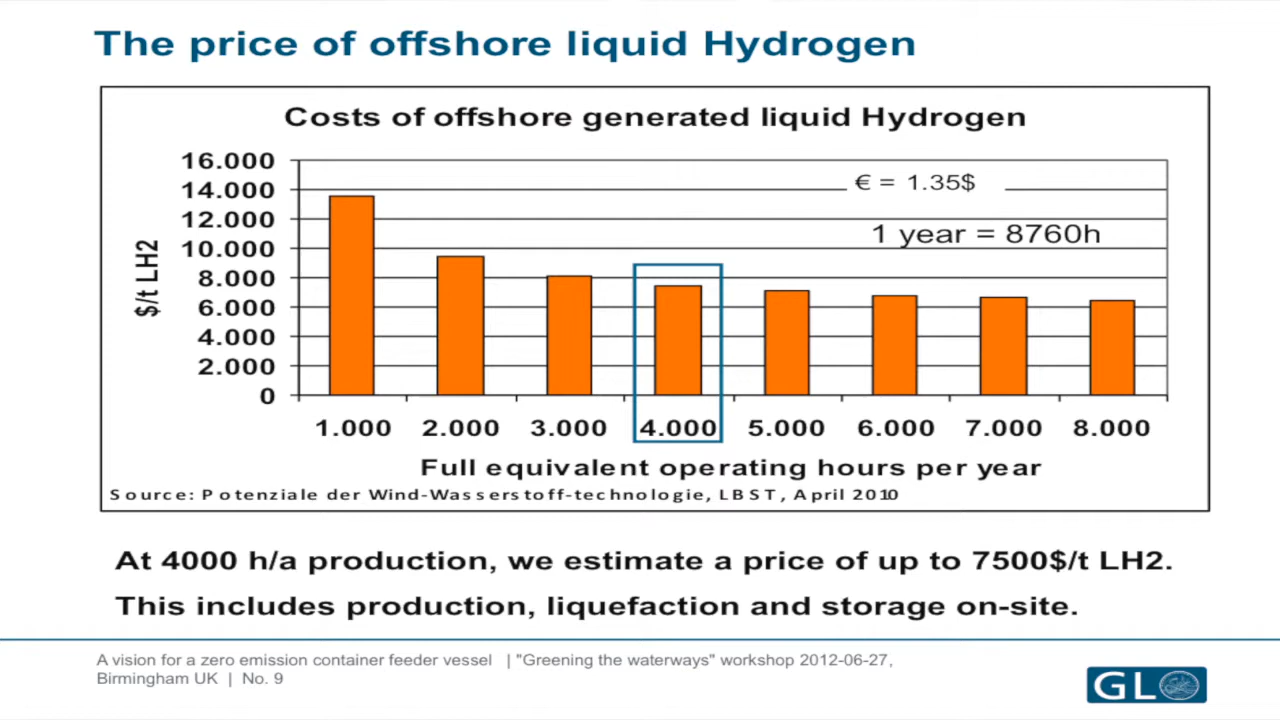 The price of offshore liquid Hydrogen
Costs of offshore generated liquid Hydrogen
16.000
14.000
12.000
10.000
8.000
6.000
4.000
2.000
0
$/t LH2
€ = 1.35$
1 year = 8760h
1.000 2.000 3.000 4.000 5.000 6.000 7.000 8.000
Full equivalent operating hours per year
Source: Potenziale der Wind-Wasserstoff-technologie, LBST, April 2010
At 4000 h/a production, we estimate a price of up to 7500$/t LH2.
This includes production, liquefaction and storage on-site.
A vision for a zero emission container feeder vessel | "Greening the waterways" workshop 2012-06-27,
Birmingham UK | No. 9
GL